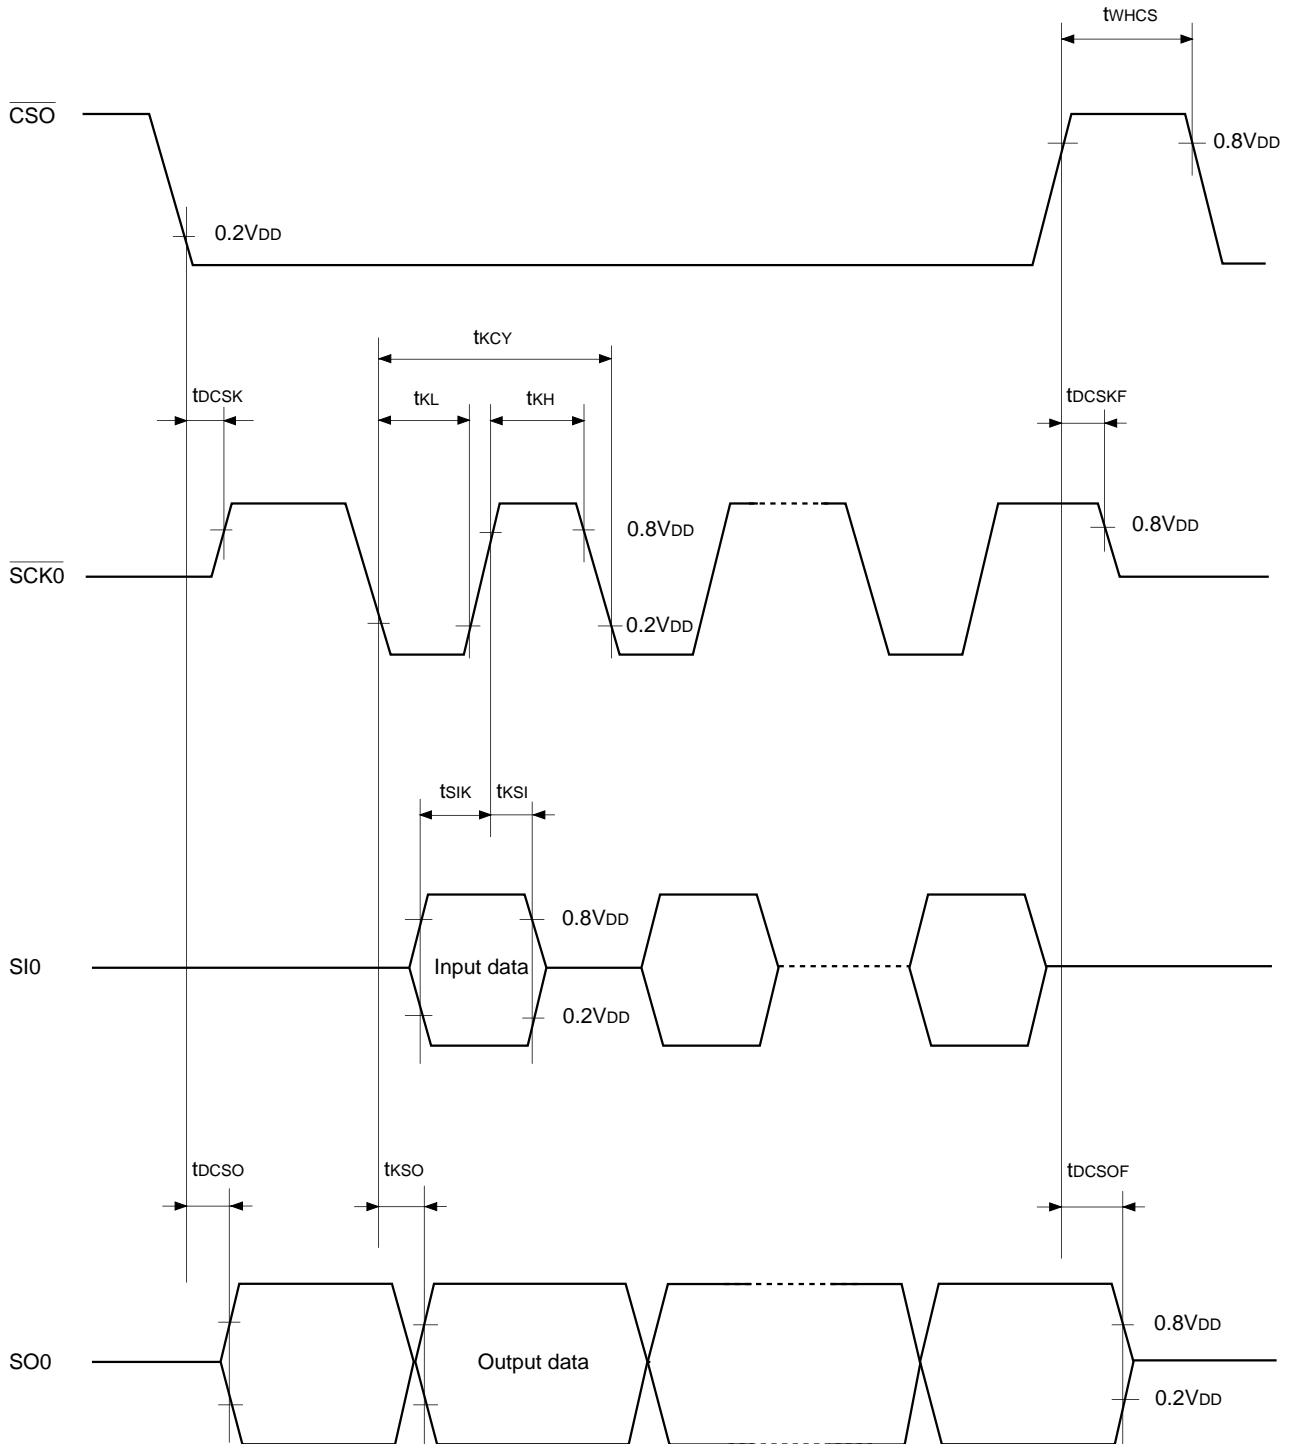 tWHCS
CSO
0.8VDD
0.2VDD
tKCY
tDCSK
tKL
tKH
tDCSKF
0.8VDD
0.8VDD
SCK0
0.2VDD
tSIK
tKSI
0.8VDD
SI0
Input data
0.2VDD
tDCSO
tKSO
tDCSOF
0.8VDD
SO0
Output data
0.2VDD